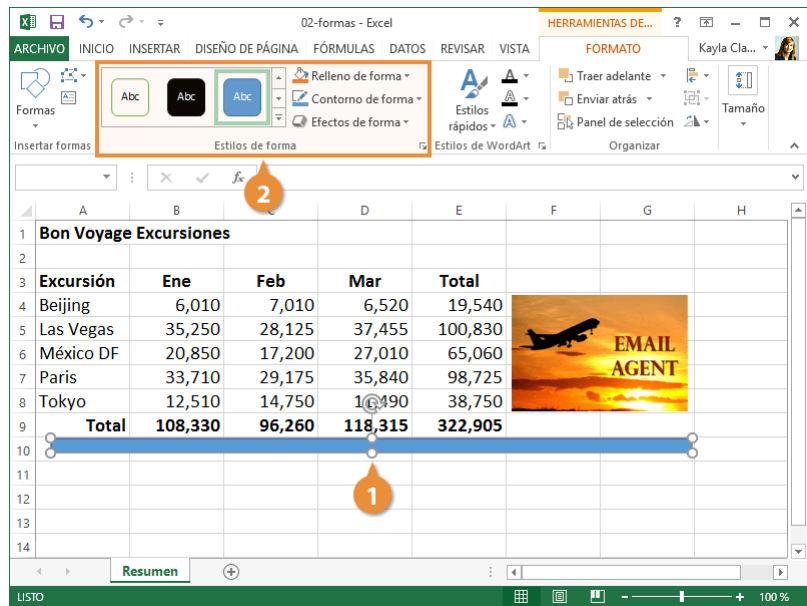 02-formas - Excel
HERRAMIENTAS DE...
?
ARCHIVO INICIO INSERTAR DISEÑO DE PÁGINA FÓRMULAS DATOS REVISAR VISTA FORMATO Kayla Cla...
Formas
Insertar formas
Abc Abc Abc
Relleno de forma
Contorno de forma
Efectos de forma
Estilos de forma
2
Estilos rápidos
Estilos de WordArt
Traer adelante
Enviar atrás
Panel de selección
Organizar
Tamaño
fx
A B D E F G H
1 Bon Voyage Excursiones
2
3 Excursión Ene Feb Mar Total
4 Beijing 6,010 7,010 6,520 19,540
5 Las Vegas 35,250 28,125 37,455 100,830
6 México DF 20,850 17,200 27,010 65,060
7 Paris 33,710 29,175 35,840 98,725
8 Tokyo 12,510 14,750 38,750
9 Total 108,330 96,260 118,315 322,905
EMAIL
AGENT
10
11
12
13
14
1
Resumen
LISTO
100 %